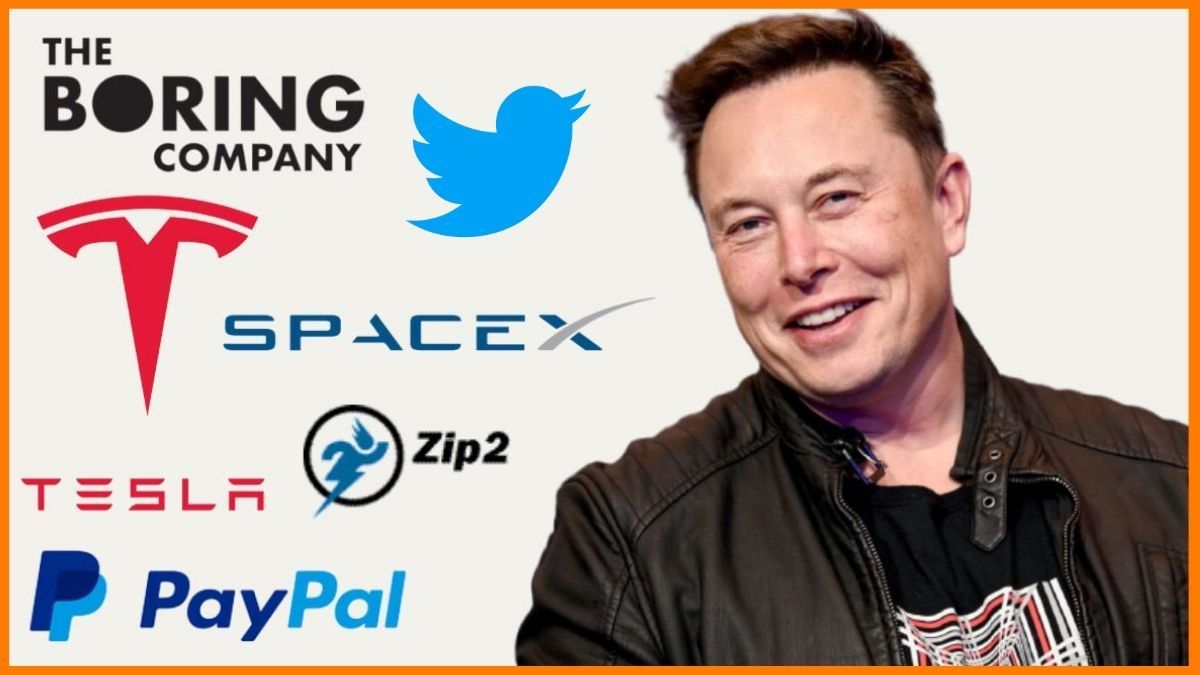 THE
BORING
COMPANY
SPACEX
Zip2
TESLA
PayPal